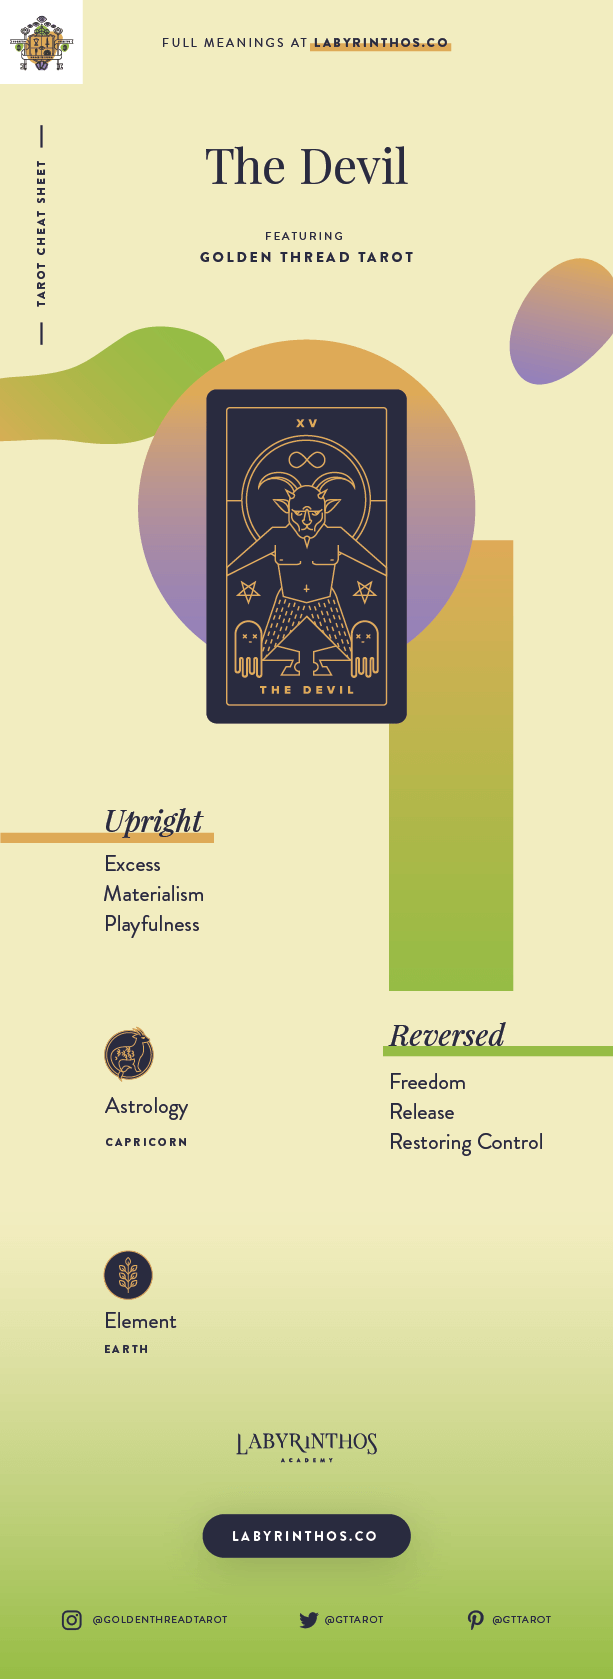 FULL MEANINGS AT LABYRINTHOS.CO
TAROT CHEAT SHEET
The Devil
FEATURING
GOLDEN THREAD TAROT
XV
THE DEVIL
Upright
Excess
Materialism
Playfulness
Reversed
Freedom
Release
Restoring Control
Astrology
CAPRICORN
Element
EARTH
LABYRINTHOS
ACADEMY
LABYRINTHOS.CO
@GOLDENTHREADTAROT
@GTTAROT
@GTTAROT